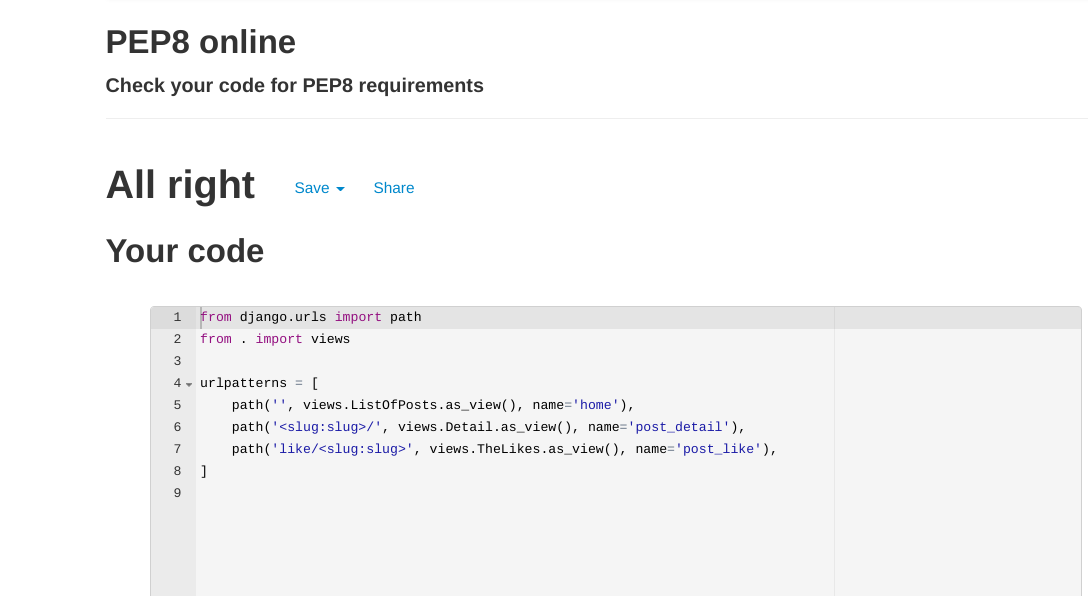 PEP8 online
Check your code for PEP8 requirements
All right Save Share
Your code
1 from django.urls import path
2 from . import views
3
4 urlpatterns = [
5     path('', views.ListOfPosts.as_view(), name='home'),
6     path('<slug:slug>/', views.Detail.as_view(), name='post_detail'),
7     path('like/<slug:slug>', views.TheLikes.as_view(), name='post_like'),
8 ]
9